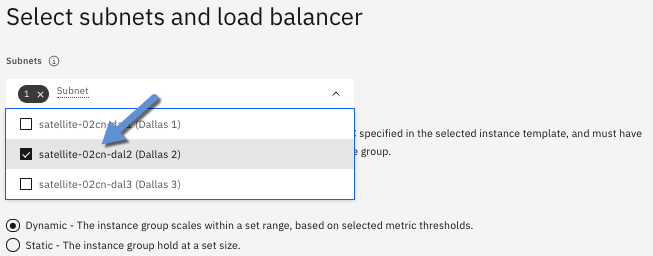 Select subnets and load balancer
Subnets
1 × Subnet
satellite-02cn-dal1 (Dallas 1)
specified in the selected instance template, and must have
satellite-02cn-dal2 (Dallas 2)
group.
satellite-02cn-dal3 (Dallas 3)
Dynamic - The instance group scales within a set range, based on selected metric thresholds.
Static - The instance group hold at a set size.